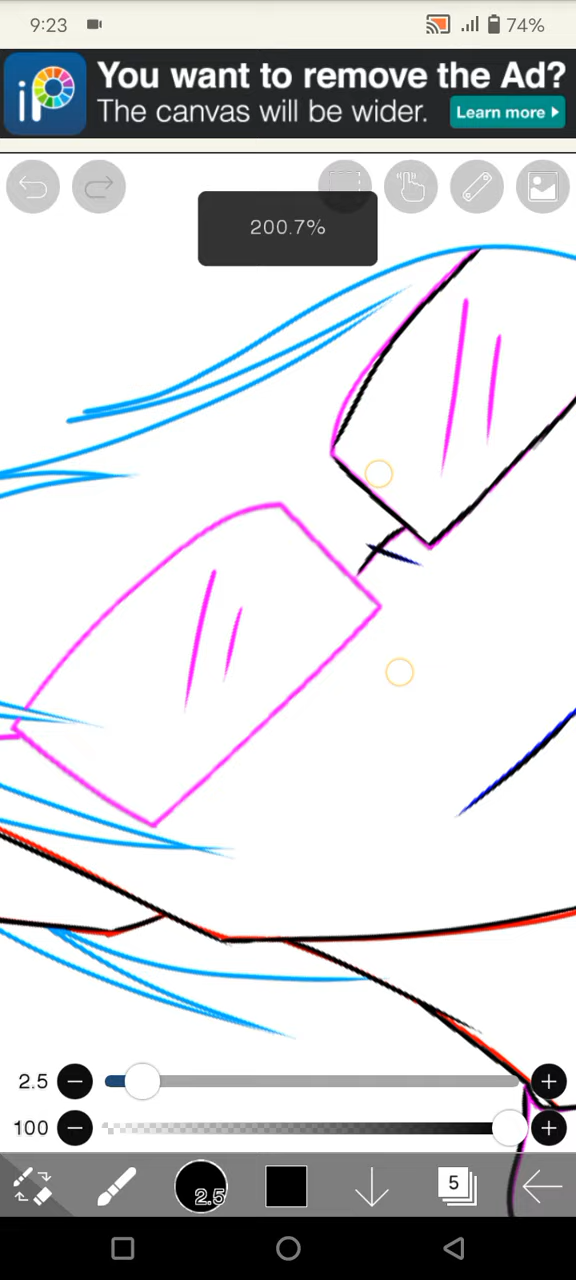 9:23
74%
iP
You want to remove the Ad?
The canvas will be wider.
Learn more
200.7%
2.5
100
2.5
5